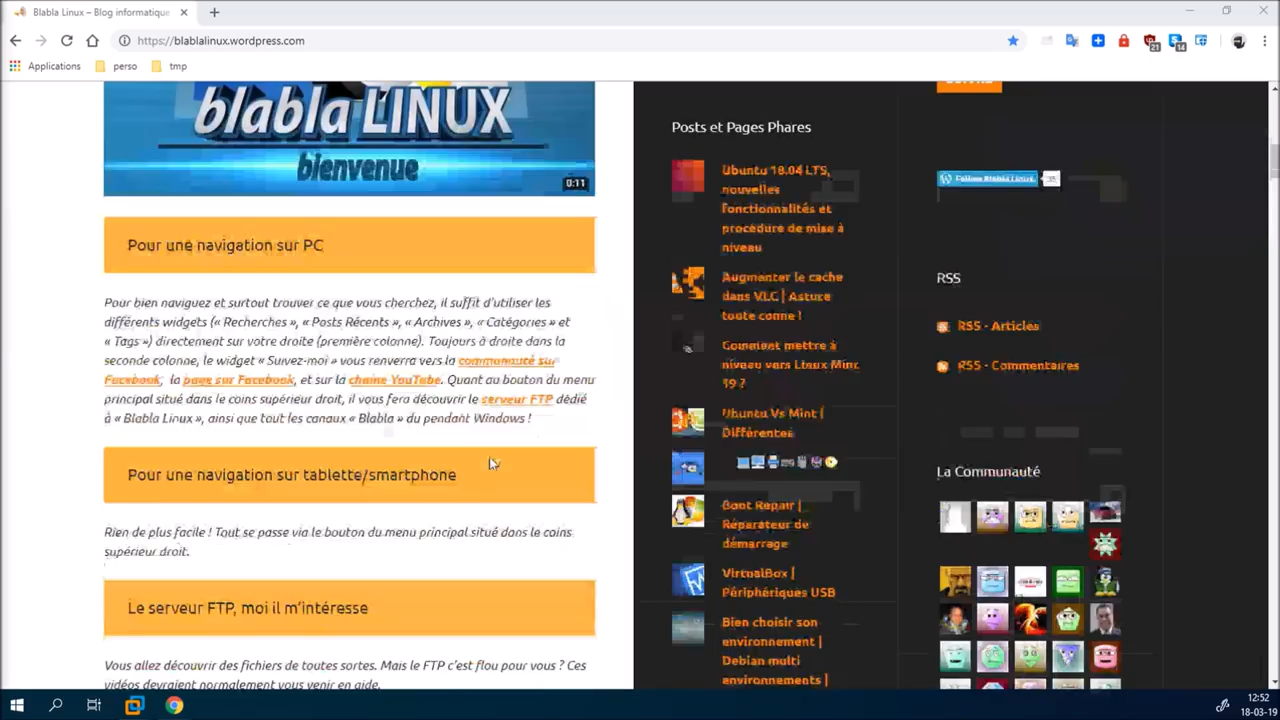 Blabla Linux – Blog informatique
https://blablalinux.wordpress.com
Applications
perso
tmp
21
14
blabla LINUX
bienvenue
0:11
Pour une navigation sur PC
Pour bien naviguez et surtout trouver ce que vous cherchez, il suffit d'utiliser les
différents widgets (« Recherches », « Posts Récents », « Archives », « Catégories » et
« Tags ») directement sur votre droite (première colonne). Toujours à droite dans la
seconde colonne, le widget « Suivez-moi » vous renverra vers la communauté sur
Facebook, la page sur Facebook, et sur la chaine YouTube. Quant au bouton du menu
principal situé dans le coins supérieur droit, il vous fera découvrir le serveur FTP dédié
à « Blabla Linux », ainsi que tout les canaux « Blabla » du pendant Windows !
Pour une navigation sur tablette/smartphone
Rien de plus facile ! Tout se passe via le bouton du menu principal situé dans le coins
supérieur droit.
Le serveur FTP, moi il m'intéresse
Vous allez découvrir des fichiers de toutes sortes. Mais le FTP c'est flou pour vous ? Ces
vidéos devraient normalement vous venir en aide.
Posts et Pages Phares
Ubuntu 18.04 LTS,
nouvelles
fonctionnalités et
procédure de mise à
niveau
Augmenter le cache
dans VLC | Astuce
toute conne !
Comment mettre à
niveau vers Linux Mint
19 ?
Ubuntu Vs Mint |
Différences
Boot Repair |
Réparateur de
démarrage
VirtualBox |
Périphériques USB
Bien choisir son
environnement |
Debian multi
environnements |
Follow Blabla Linux
RSS
RSS - Articles
RSS - Commentaires
La Communauté
12:52
18-03-19